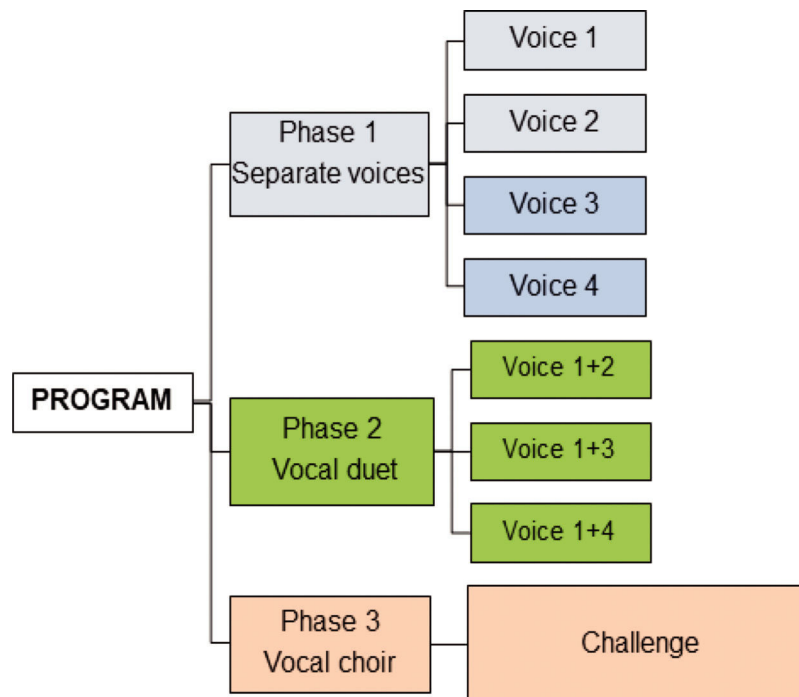 PROGRAM
Phase 1
Separate voices
Voice 1
Voice 2
Voice 3
Voice 4
Phase 2
Vocal duet
Voice 1+2
Voice 1+3
Voice 1+4
Phase 3
Vocal choir
Challenge